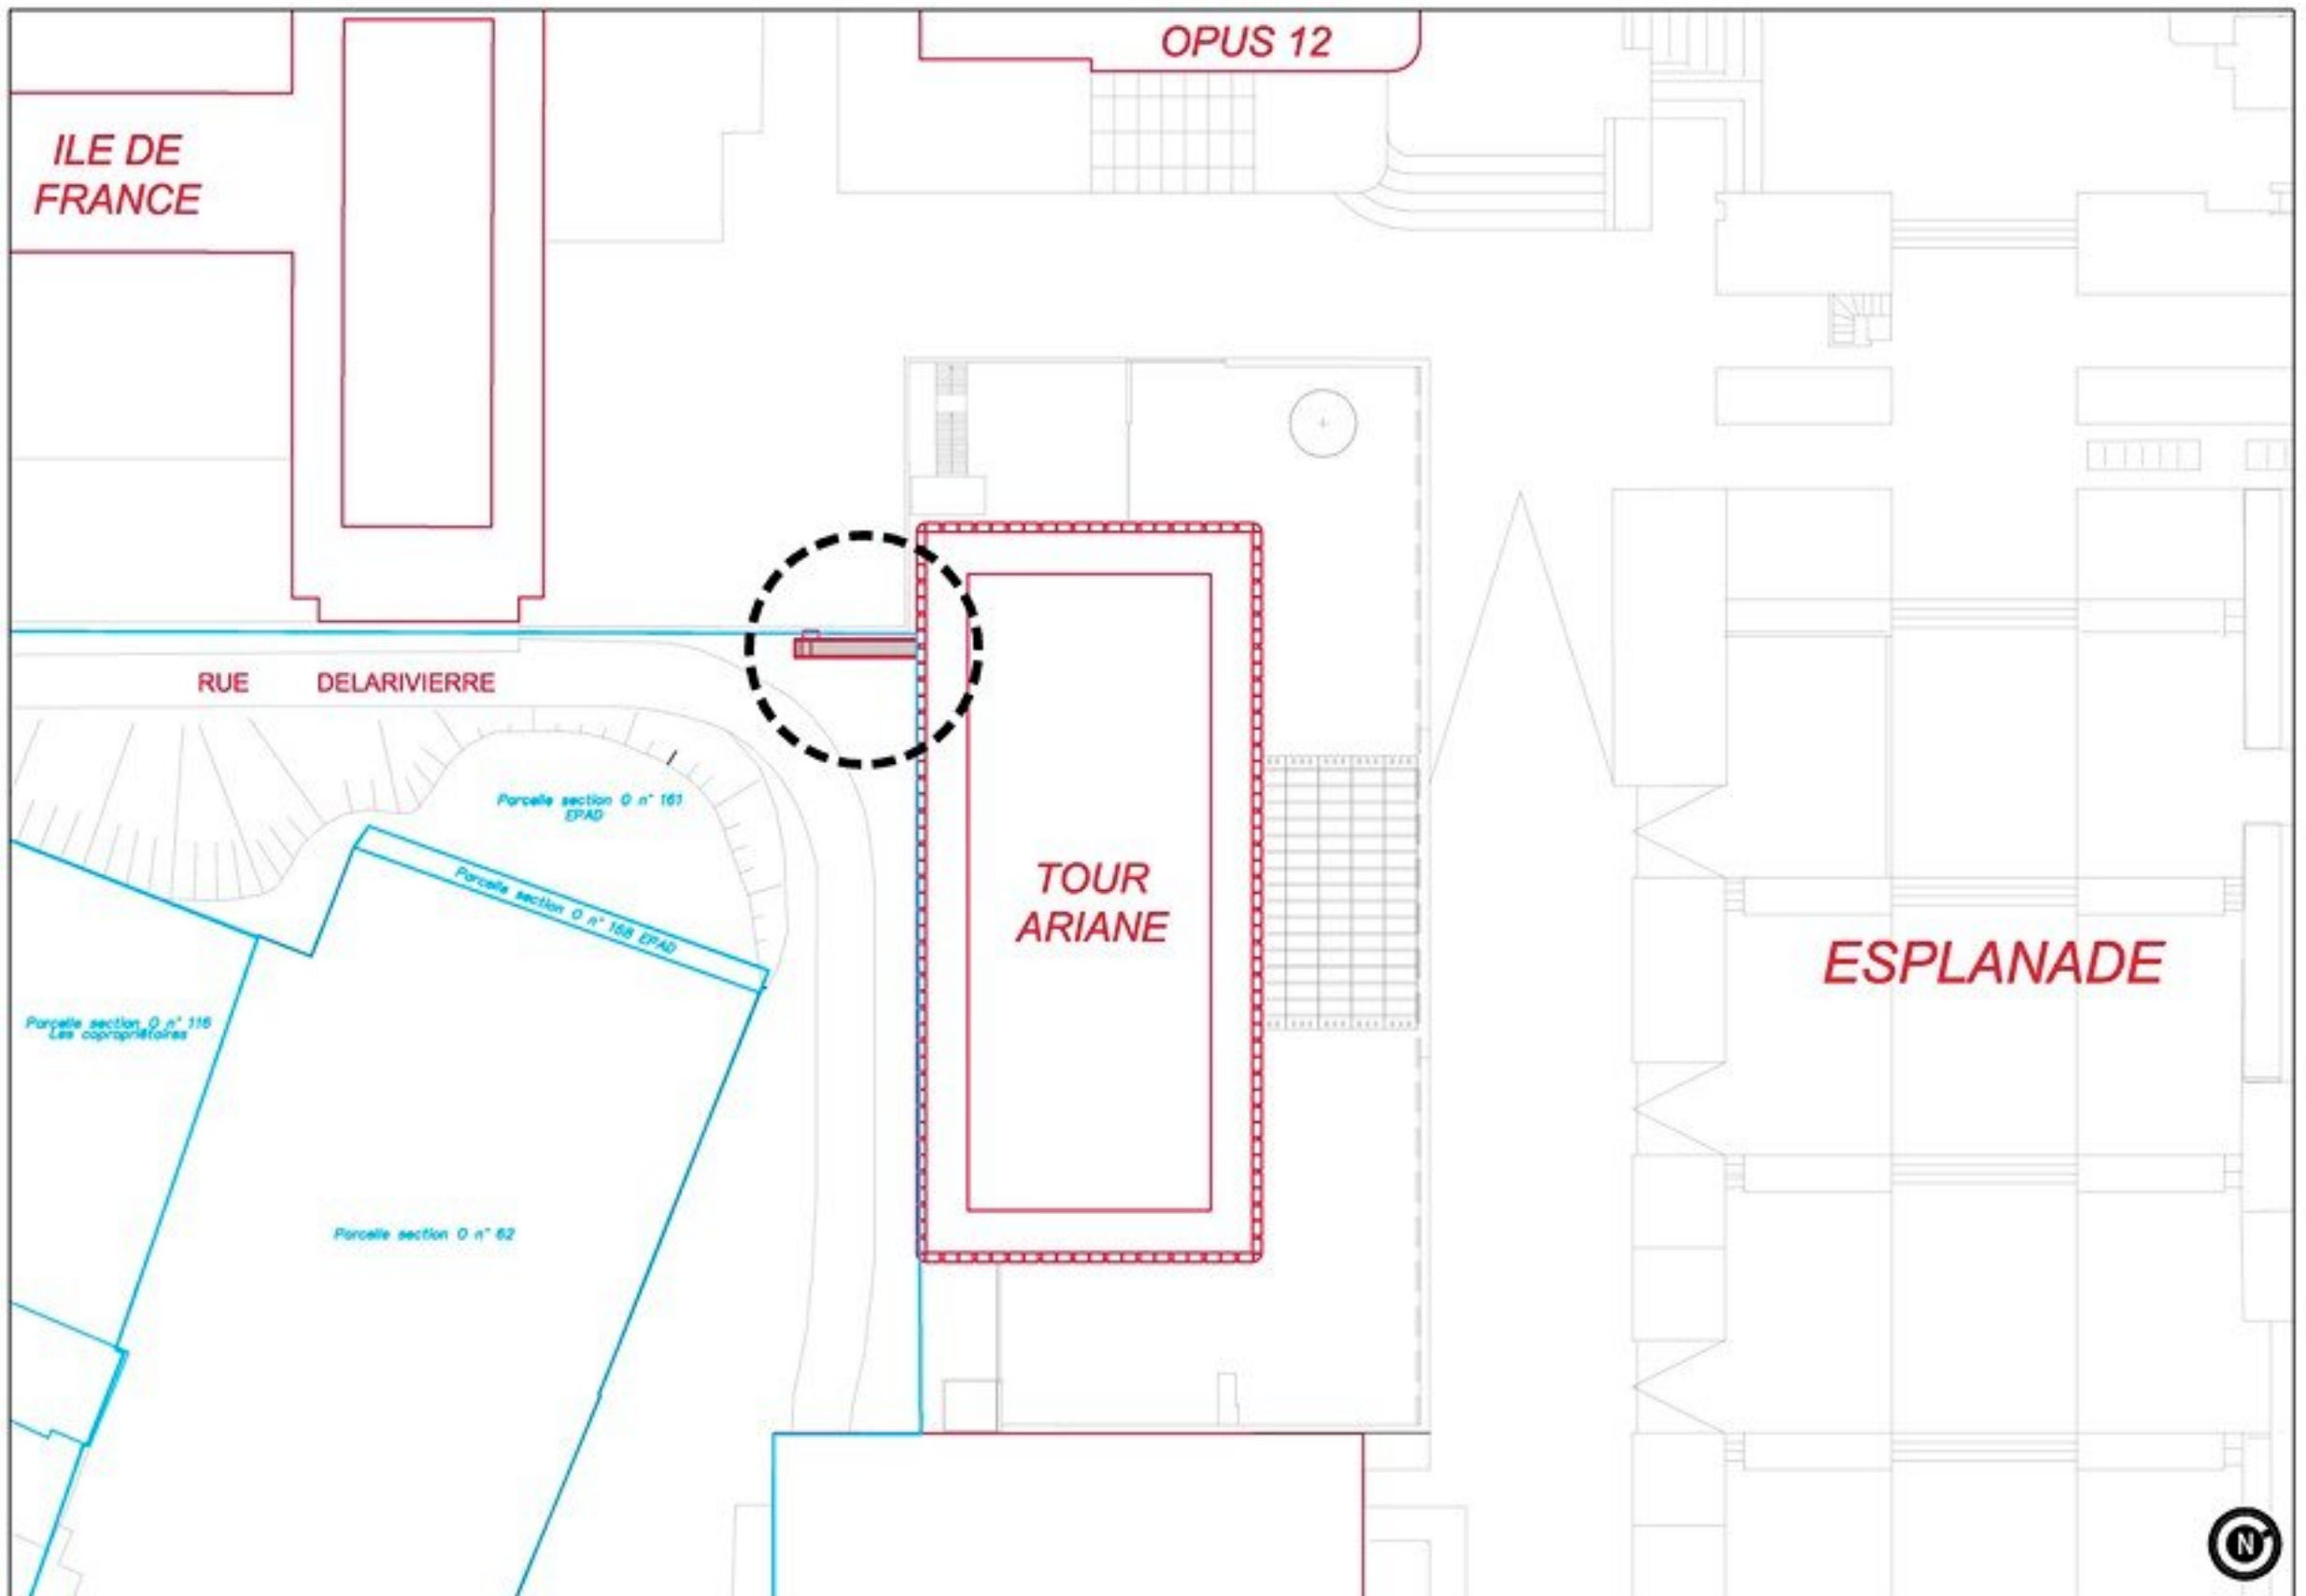 OPUS 12
ILE DE
FRANCE
RUE DELARIVIERRE
Parcelle section O n° 161
EPAD
Parcelle section O n° 168 EPAD
TOUR
ARIANE
ESPLANADE
Parcelle section O n° 116
Les copropriétaires
Parcelle section O n° 62
N